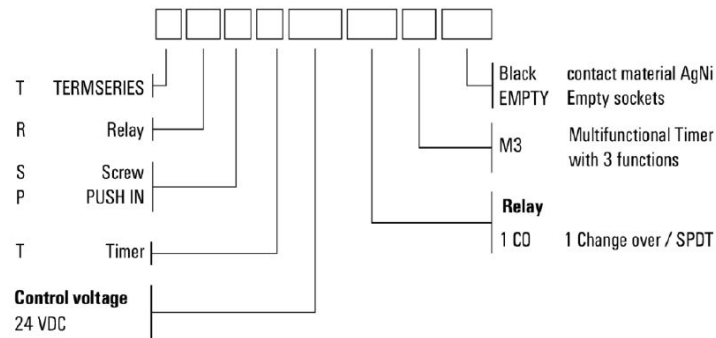 T TERMSERIES
R Relay
S Screw
P PUSH IN
T Timer
Control voltage
24 VDC
Black contact material AgNi
EMPTY Empty sockets
M3 Multifunctional Timer
with 3 functions
Relay
1 CO 1 Change over / SPDT